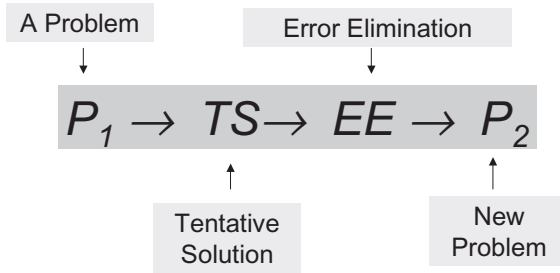 A Problem
Error Elimination
P₁ → TS→ EE → P₂
Tentative
Solution
New
Problem